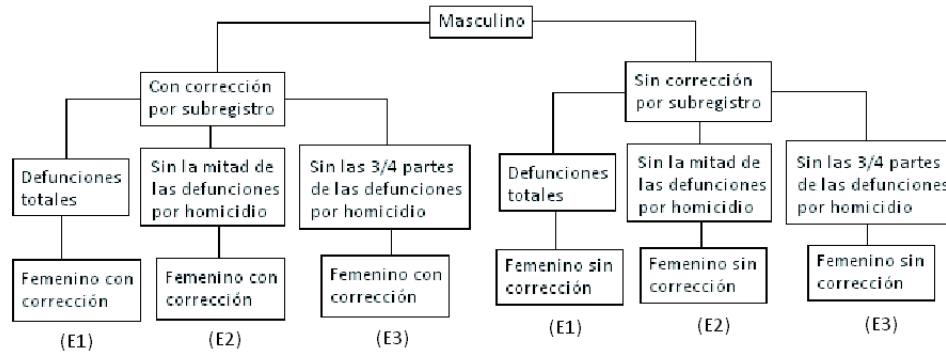 Masculino
Con corrección
por subregistro
Sin corrección
por subregistro
Defunciones
totales
Sin la mitad de
las defunciones
por homicidio
Sin las 3/4 partes
de las defunciones
por homicidio
Defunciones
totales
Sin la mitad de
las defunciones
por homicidio
Sin las 3/4 partes
de las defunciones
por homicidio
Femenino con
corrección
Femenino con
corrección
Femenino con
corrección
Femenino sin
corrección
Femenino sin
corrección
Femenino sin
corrección
(E1)
(E2)
(E3)
(E1)
(E2)
(E3)